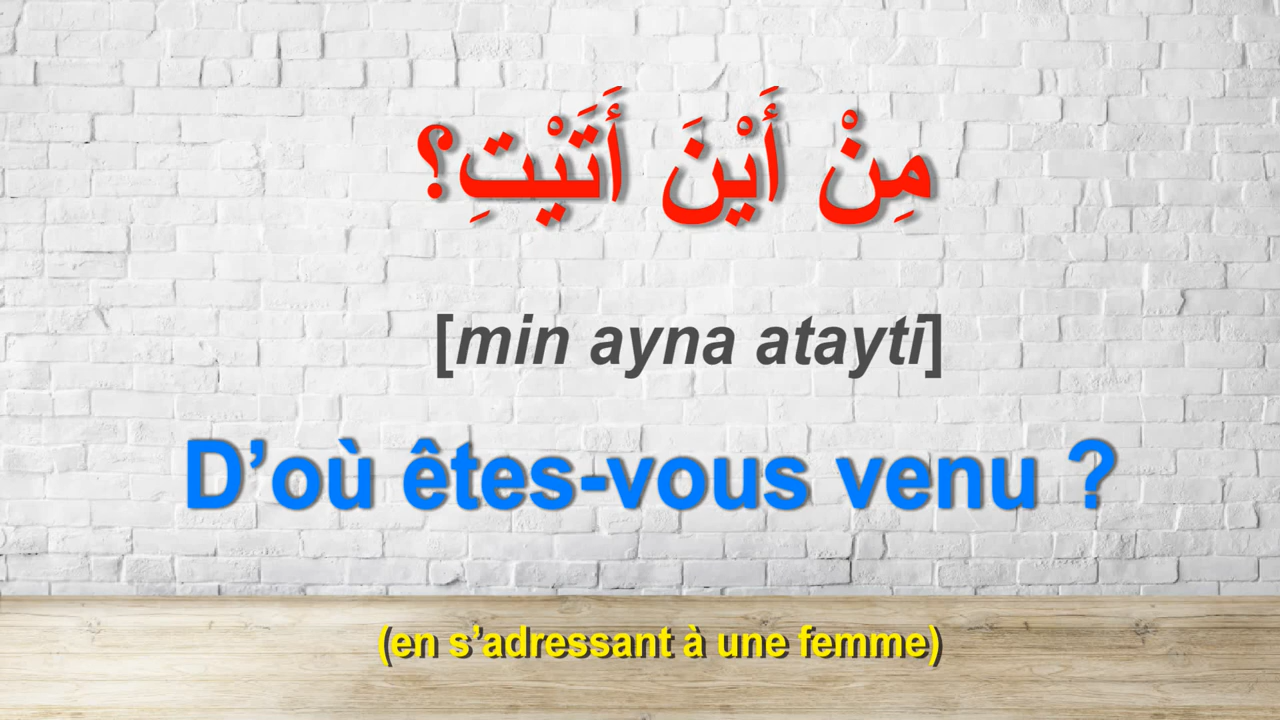 مِنْ أَيْنَ أَتَيْتِ؟
[min ayna atayti]
D’où êtes-vous venu ?
(en s’adressant à une femme)